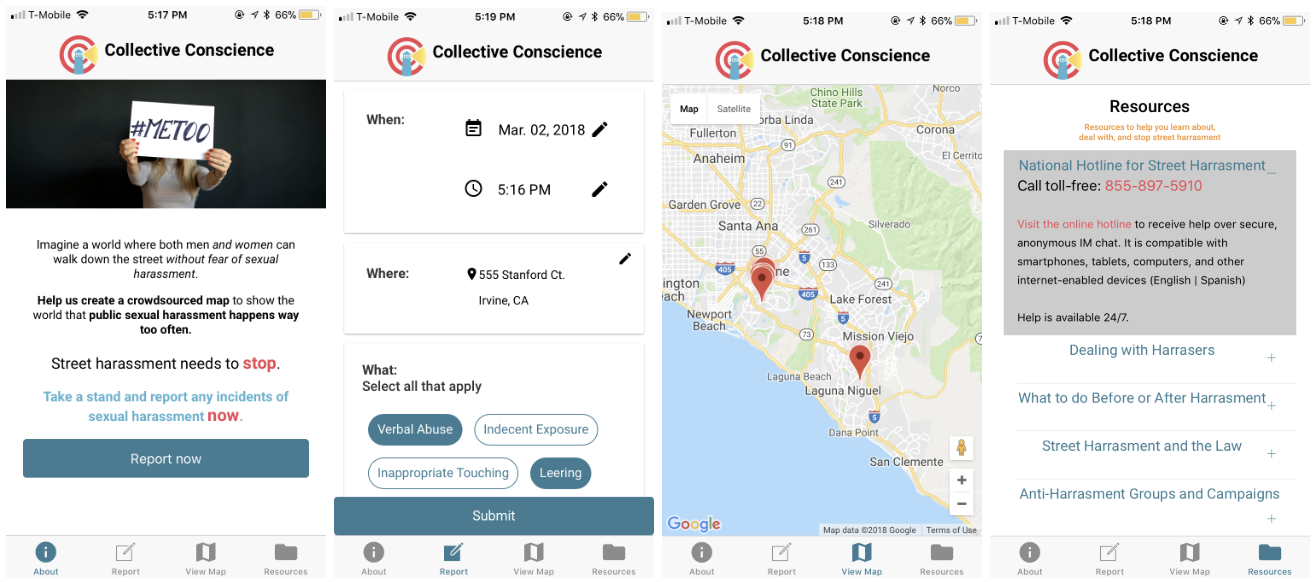 T-Mobile 5:17 PM 66%
Collective Conscience
#METOO
Imagine a world where both men and women can
walk down the street without fear of sexual
harassment.
Help us create a crowdsourced map to show the
world that public sexual harassment happens way
too often.
Street harassment needs to stop.
Take a stand and report any incidents of
sexual harassment now.
Report now
About Report View Map Resources
T-Mobile 5:19 PM 66%
Collective Conscience
When:
Mar. 02, 2018
5:16 PM
Where:
555 Stanford Ct.
Irvine, CA
What:
Select all that apply
Verbal Abuse Indecent Exposure
Inappropriate Touching Leering
Submit
About Report View Map Resources
T-Mobile 5:18 PM 66%
Collective Conscience
Map Satellite
Chino Hills
State Park
Norco
orba Linda
Fullerton
Corona
91
Anaheim
El Cerrito
241
Garden Grove 22
Santa Ana
Silverado
261
55
5
405
ne
133
ington
each
405
Lake Forest
Newport
Beach
5
73
Mission Viejo
Laguna Beach
Laguna Niguel
5
Dana Point
San Clemente
+
−
Google
Map data ©2018 Google Terms of Use
About Report View Map Resources
T-Mobile 5:18 PM 66%
Collective Conscience
Resources
Resources to help you learn about,
deal with, and stop street harrasment
National Hotline for Street Harrasment_
Call toll-free: 855-897-5910
Visit the online hotline to receive help over secure,
anonymous IM chat. It is compatible with
smartphones, tablets, computers, and other
internet-enabled devices (English | Spanish)
Help is available 24/7.
Dealing with Harrasers +
What to do Before or After Harrasment +
Street Harrasment and the Law +
Anti-Harrasment Groups and Campaigns
+
About Report View Map Resources